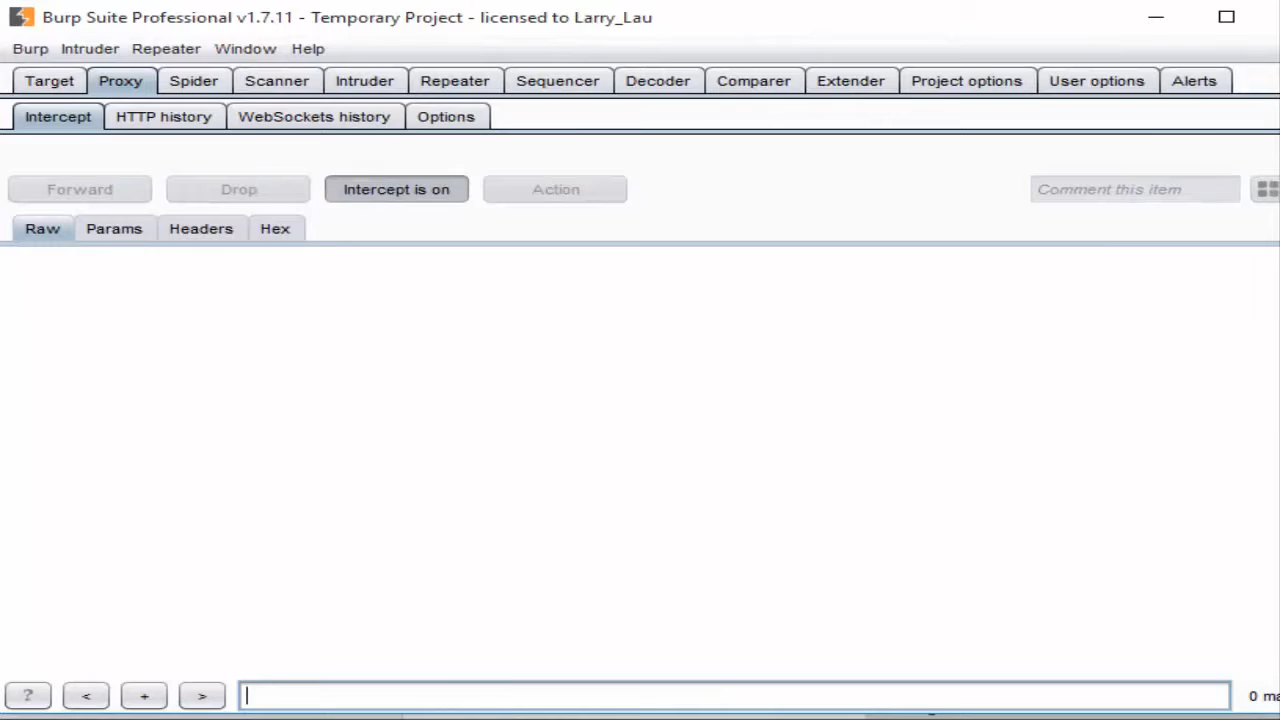 Burp Suite Professional v1.7.11 - Temporary Project - licensed to Larry_Lau
Burp Intruder Repeater Window Help
Target Proxy Spider Scanner Intruder Repeater Sequencer Decoder Comparer Extender Project options User options Alerts
Intercept HTTP history WebSockets history Options
Forward Drop Intercept is on Action Comment this item
Raw Params Headers Hex
? < + > 0 ma